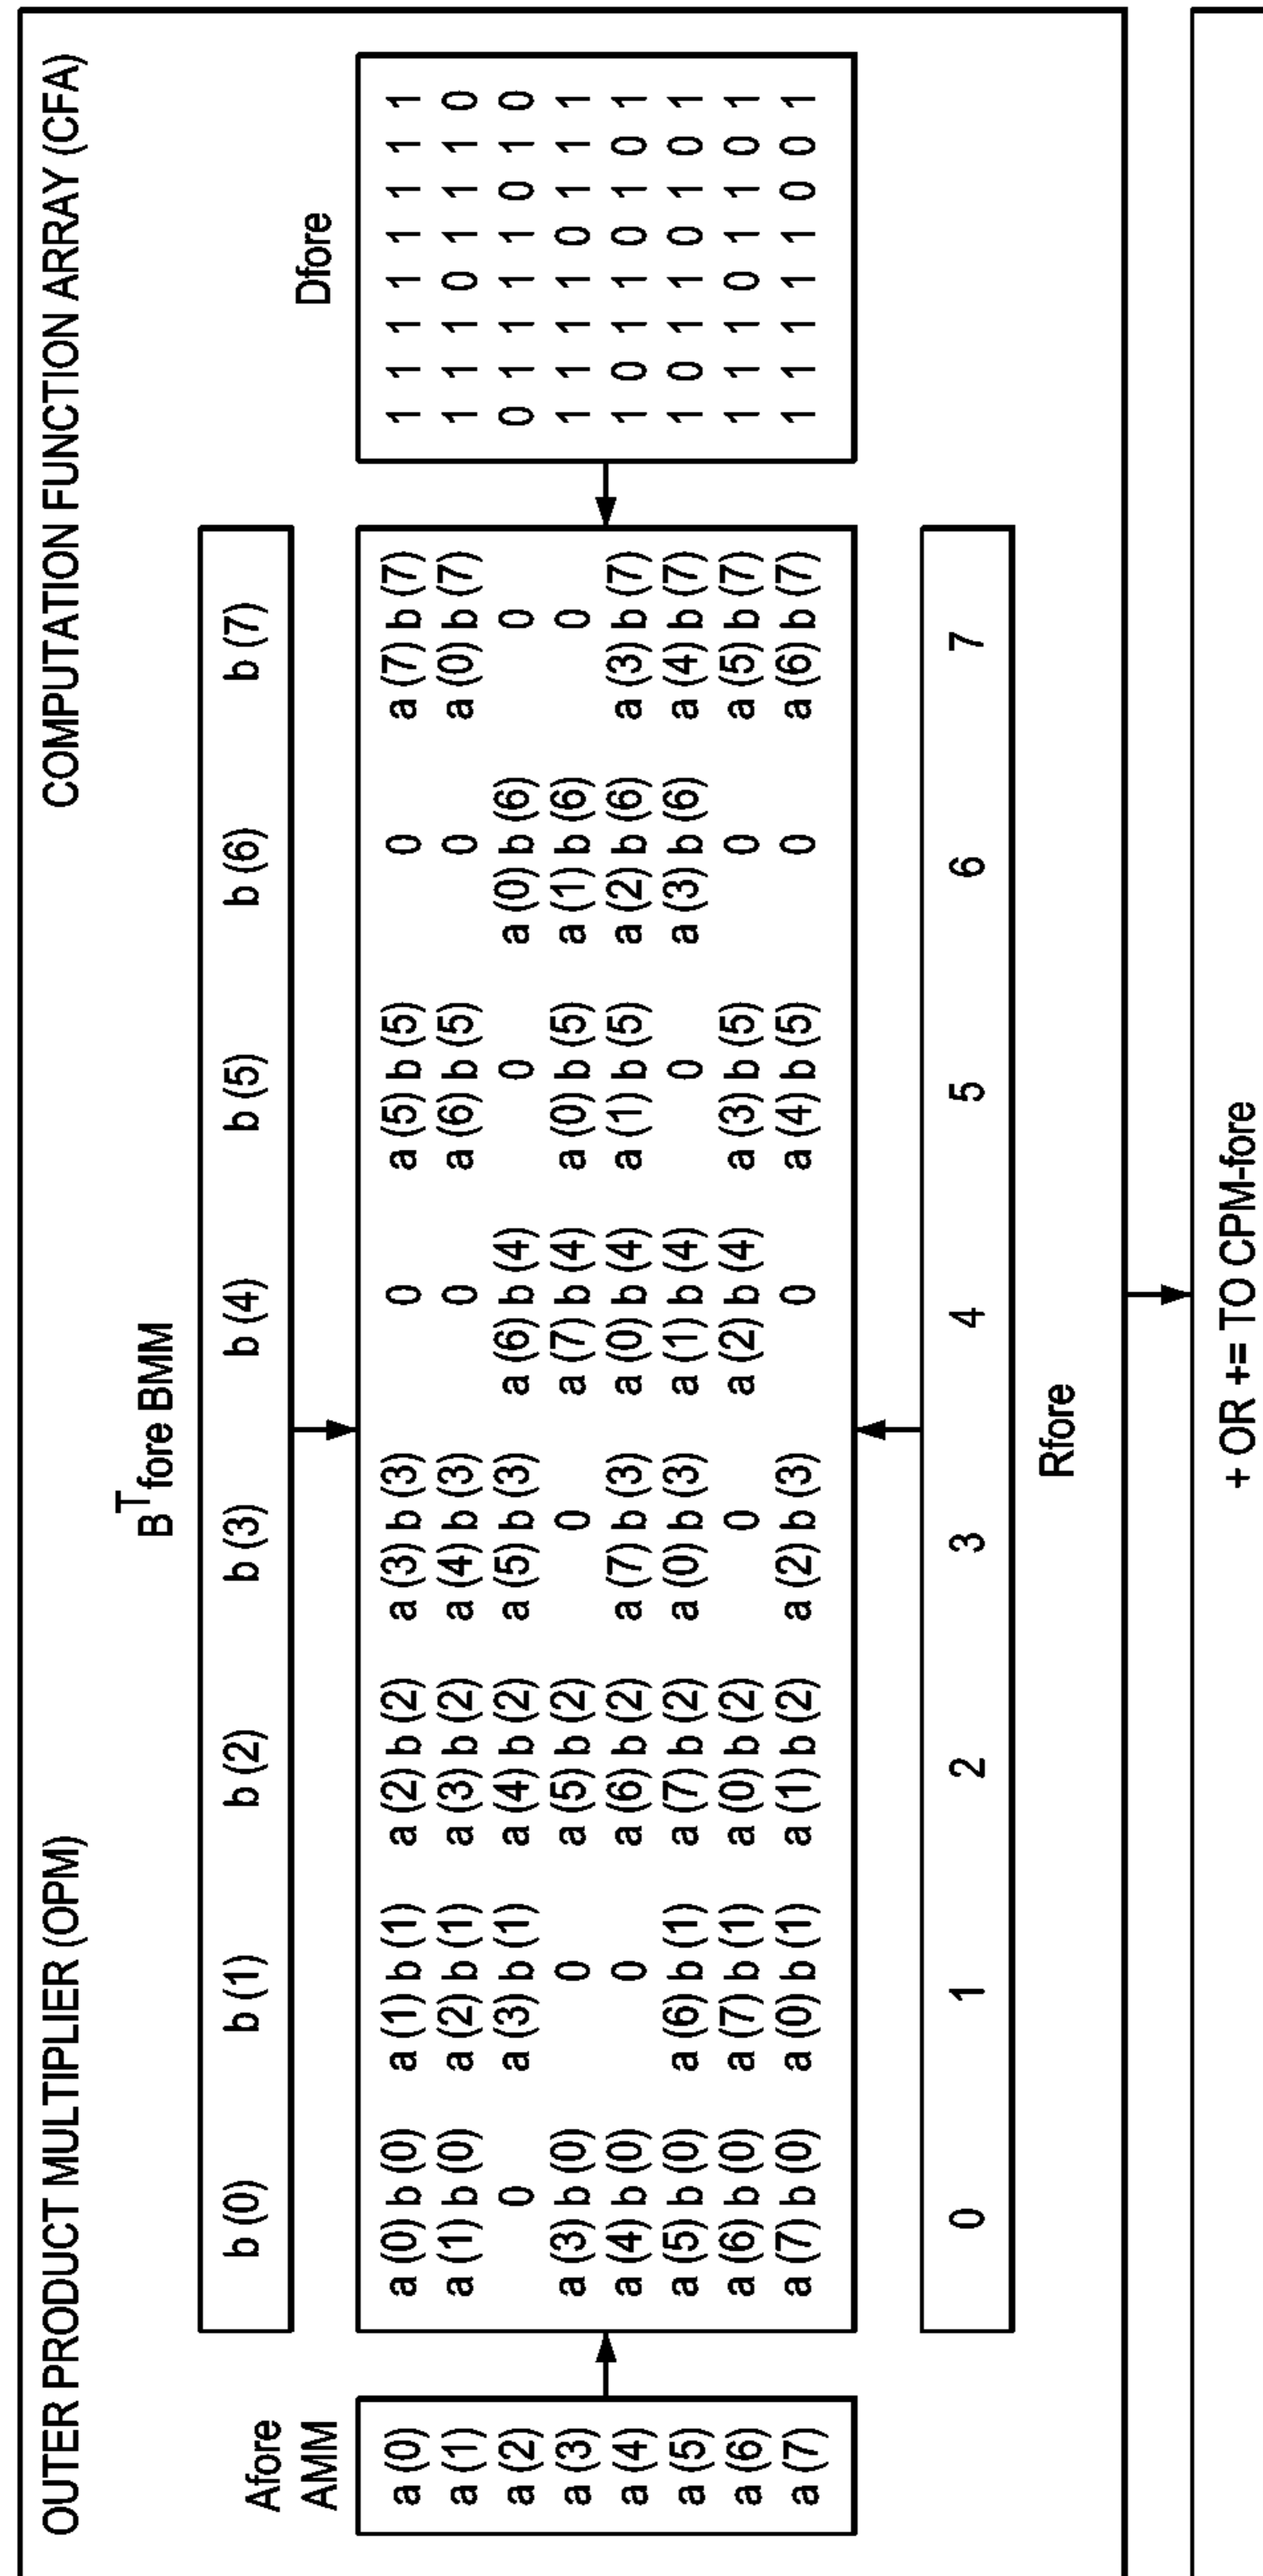 OUTER PRODUCT MULTIPLIER (OPM) COMPUTATION FUNCTION ARRAY (CFA)
Bᵀfore BMM
b (0) b (1) b (2) b (3) b (4) b (5) b (6) b (7)
Afore
AMM
Dfore
a (0) a (0) b (0) a (1) b (1) a (2) b (2) a (3) b (3) 0 a (5) b (5) 0 a (7) b (7) 1 1 1 1 1 1 1 1
a (1) a (1) b (0) a (2) b (1) a (3) b (2) a (4) b (3) 0 a (6) b (5) 0 a (0) b (7) 1 1 1 0 1 1 1 0
a (2) 0 a (3) b (1) a (4) b (2) a (5) b (3) a (6) b (4) 0 a (0) b (6) 0 0 1 1 1 1 0 1 0
a (3) a (3) b (0) 0 a (5) b (2) 0 a (7) b (4) a (0) b (5) a (1) b (6) 0 1 1 1 1 0 1 1 1
a (4) a (4) b (0) 0 a (6) b (2) a (7) b (3) a (0) b (4) a (1) b (5) a (2) b (6) a (3) b (7) 1 0 1 1 0 1 0 1
a (5) a (5) b (0) a (6) b (1) a (7) b (2) a (0) b (3) a (1) b (4) 0 a (3) b (6) a (4) b (7) 1 0 1 1 0 1 0 1
a (6) a (6) b (0) a (7) b (1) a (0) b (2) 0 a (2) b (4) a (3) b (5) 0 a (5) b (7) 1 1 1 0 1 1 0 1
a (7) a (7) b (0) a (0) b (1) a (1) b (2) a (2) b (3) 0 a (4) b (5) 0 a (6) b (7) 1 1 1 1 1 0 0 1
0 1 2 3 4 5 6 7
Rfore
+ OR += TO CPM-fore